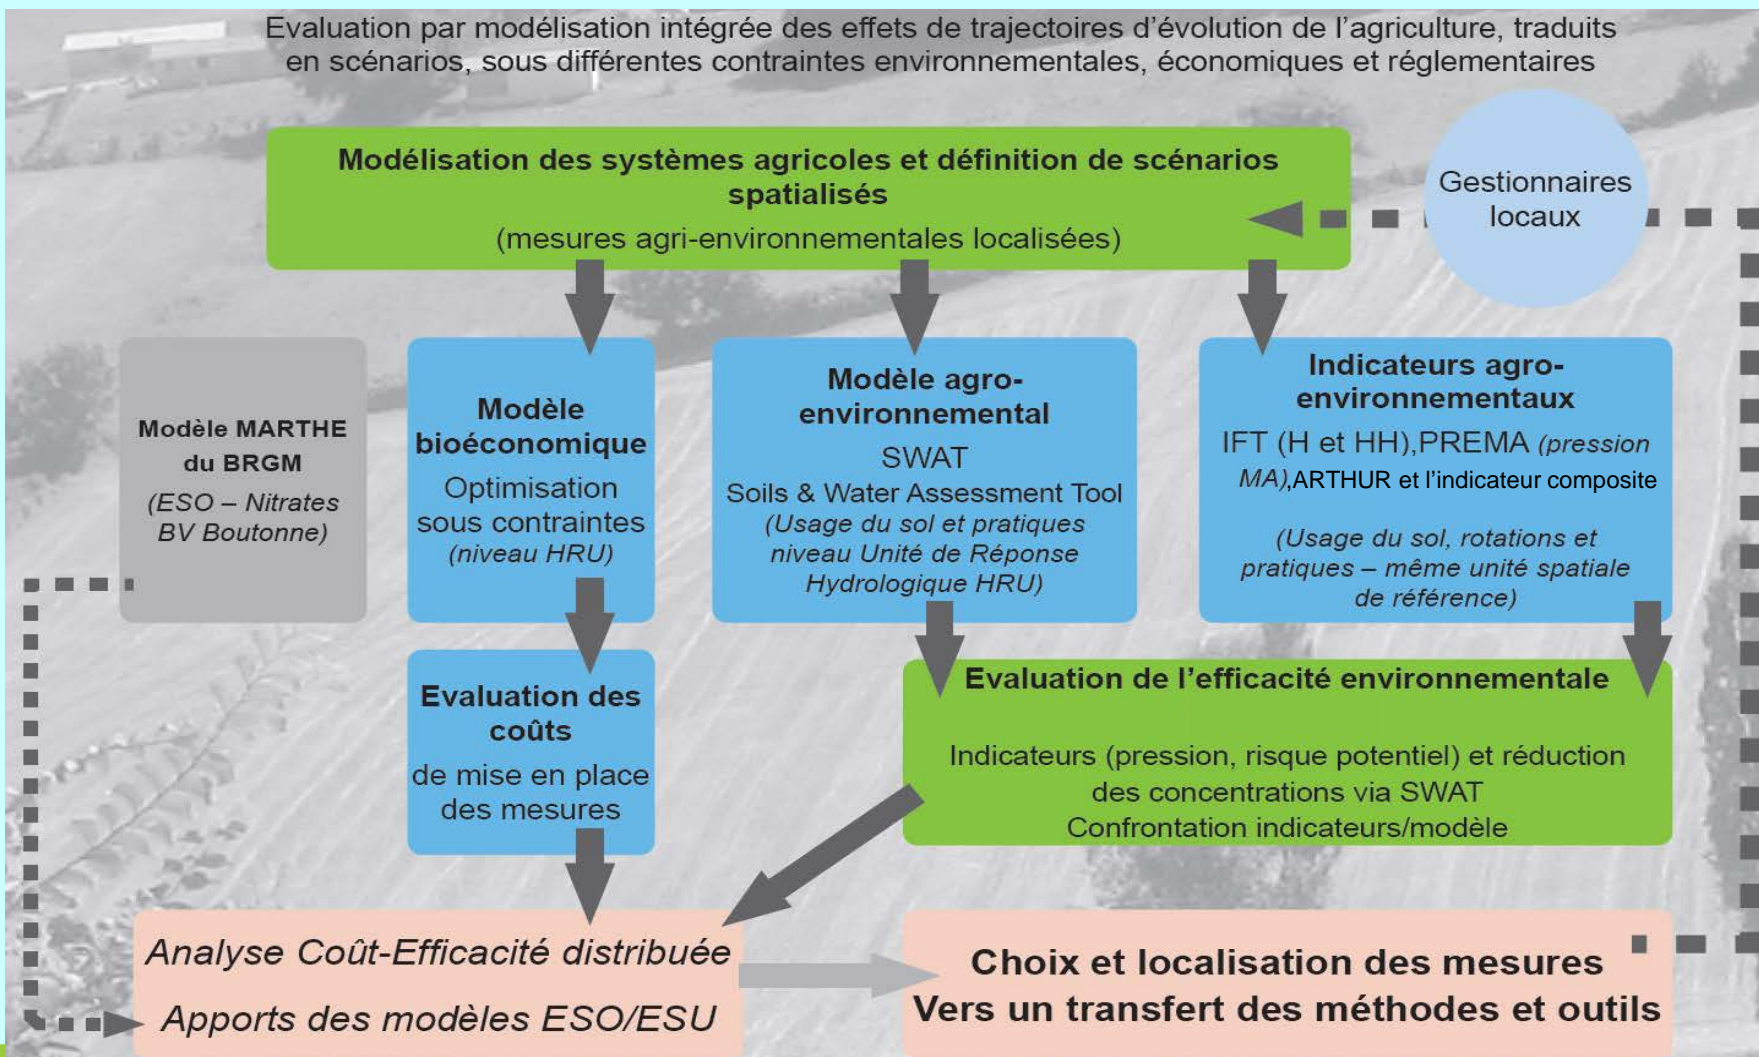 Evaluation par modélisation intégrée des effets de trajectoires d’évolution de l’agriculture, traduits
en scénarios, sous différentes contraintes environnementales, économiques et réglementaires
Modélisation des systèmes agricoles et définition de scénarios
spatialisés
(mesures agri-environnementales localisées)
Gestionnaires
locaux
Modèle MARTHE
du BRGM
(ESO – Nitrates
BV Boutonne)
Modèle
bioéconomique
Optimisation
sous contraintes
(niveau HRU)
Modèle agro-
environnemental
SWAT
Soils & Water Assessment Tool
(Usage du sol et pratiques
niveau Unité de Réponse
Hydrologique HRU)
Indicateurs agro-
environnementaux
IFT (H et HH),PREMA (pression
MA),ARTHUR et l’indicateur composite
(Usage du sol, rotations et
pratiques – même unité spatiale
de référence)
Evaluation des
coûts
de mise en place
des mesures
Evaluation de l’efficacité environnementale
Indicateurs (pression, risque potentiel) et réduction
des concentrations via SWAT
Confrontation indicateurs/modèle
Analyse Coût-Efficacité distribuée
Apports des modèles ESO/ESU
Choix et localisation des mesures
Vers un transfert des méthodes et outils